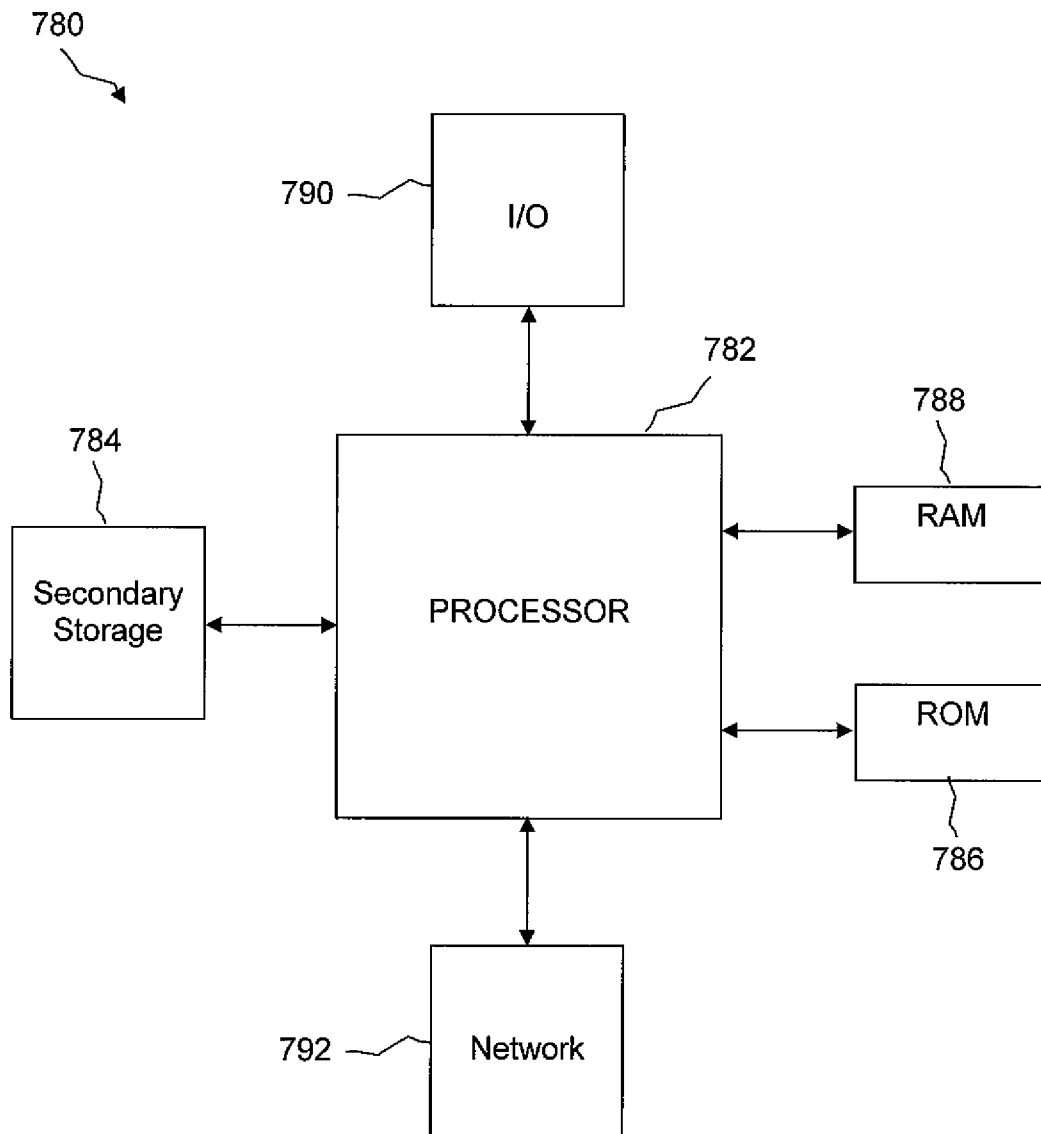 780
790
I/O
782
788
784
RAM
Secondary
Storage
PROCESSOR
ROM
786
792
Network